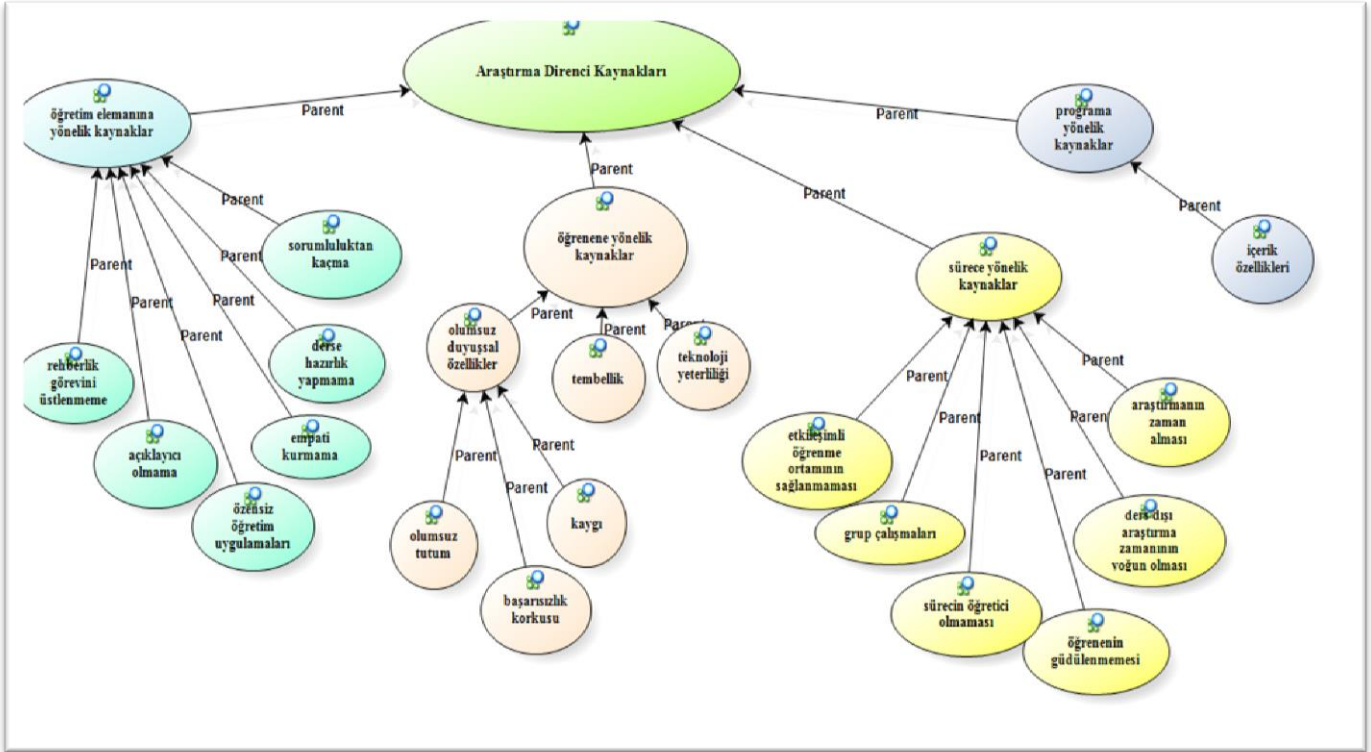 Araştırma Direnci Kaynakları
öğretim elemanına
yönelik kaynaklar
Parent
Parent
programa
yönelik
kaynaklar
Parent
Parent
Parent
Parent
sorumluluktan
kaçma
öğrenene yönelik
kaynaklar
sürece yönelik
kaynaklar
içerik
özellikleri
Parent
Parent
Parent
Parent
Parent
Parent
Parent
Parent
Parent
rehberlik
görevini
üstlenmeme
derse
hazırlık
yapmama
olumsuz
duyuşsal
özellikler
tembellik
teknoloji
yeterliliği
Parent
Parent
araştırmanın
zaman
alması
açıklayıcı
olmama
empati
kurmama
Parent
Parent
Parent
Parent
Parent
Parent
Parent
etkileşimli
öğrenme
ortamının
sağlanmaması
özensiz
öğretim
uygulamaları
olumsuz
tutum
kaygı
grup çalışmaları
ders dışı
araştırma
zamanının
yoğun olması
başarısızlık
korkusu
sürecin öğretici
olmaması
öğrenenin
güdülenmemesi